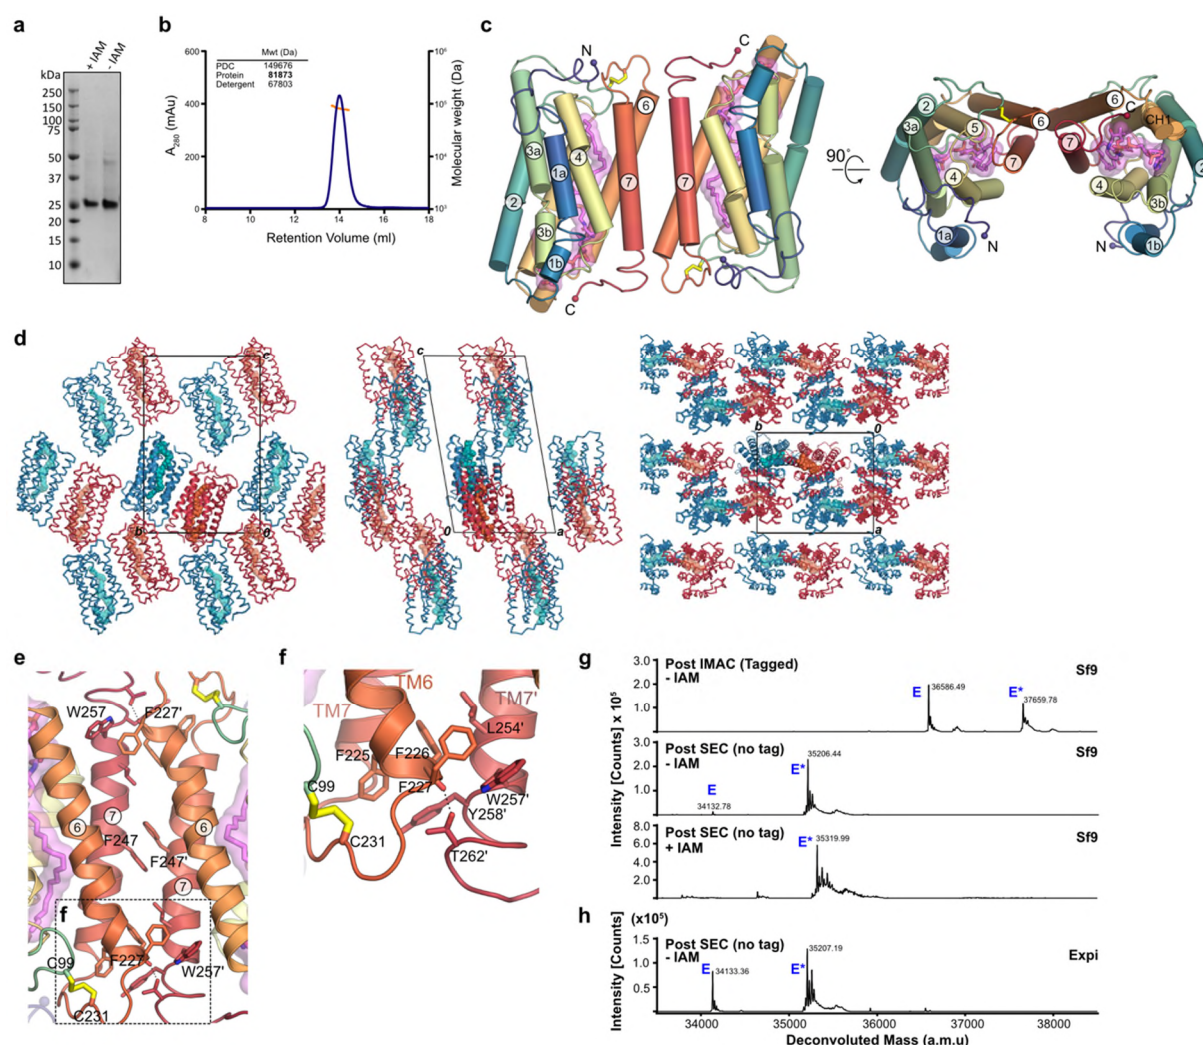 a
+ IAM
- IAM
kDa
250
150
100
75
50
37
25
20
15
10
b
Mwt (Da)
PDC 149676
Protein 81873
Detergent 67803
A280 (mAu)
600
400
200
0
8 10 12 14 16 18
Retention Volume (ml)
10⁶
10⁵
10⁴
10³
Molecular weight (Da)
c
N
C
6
3a
4
1a
2
7
7
3b
1b
C
90°
2
3a
5
6
6
6
C
CH1
7
7
4
4
2
3b
1a
1b
N
N
d
c
b
0
c
0
a
b
0
a
e
W257
F227'
6
7
6
F247
F247'
7
f
C99
F227
W257'
C231
f
TM6
TM7
TM7'
L254'
F225
F226
C99
F227
W257'
Y258'
C231
T262'
g
Intensity [Counts] x 10⁵
Post IMAC (Tagged)
- IAM
Sf9
3.0
2.0
1.0
E
36586.49
E*
37659.78
Post SEC (no tag)
- IAM
Sf9
3.0
2.0
1.0
E
34132.78
E*
35206.44
Post SEC (no tag)
+ IAM
Sf9
8.0
6.0
4.0
2.0
E*
35319.99
h
(x10⁵)
Intensity [Counts]
Post SEC (no tag)
- IAM
Expi
1.5
1.0
0.5
E
34133.36
E*
35207.19
34000 35000 36000 37000 38000
Deconvoluted Mass (a.m.u)